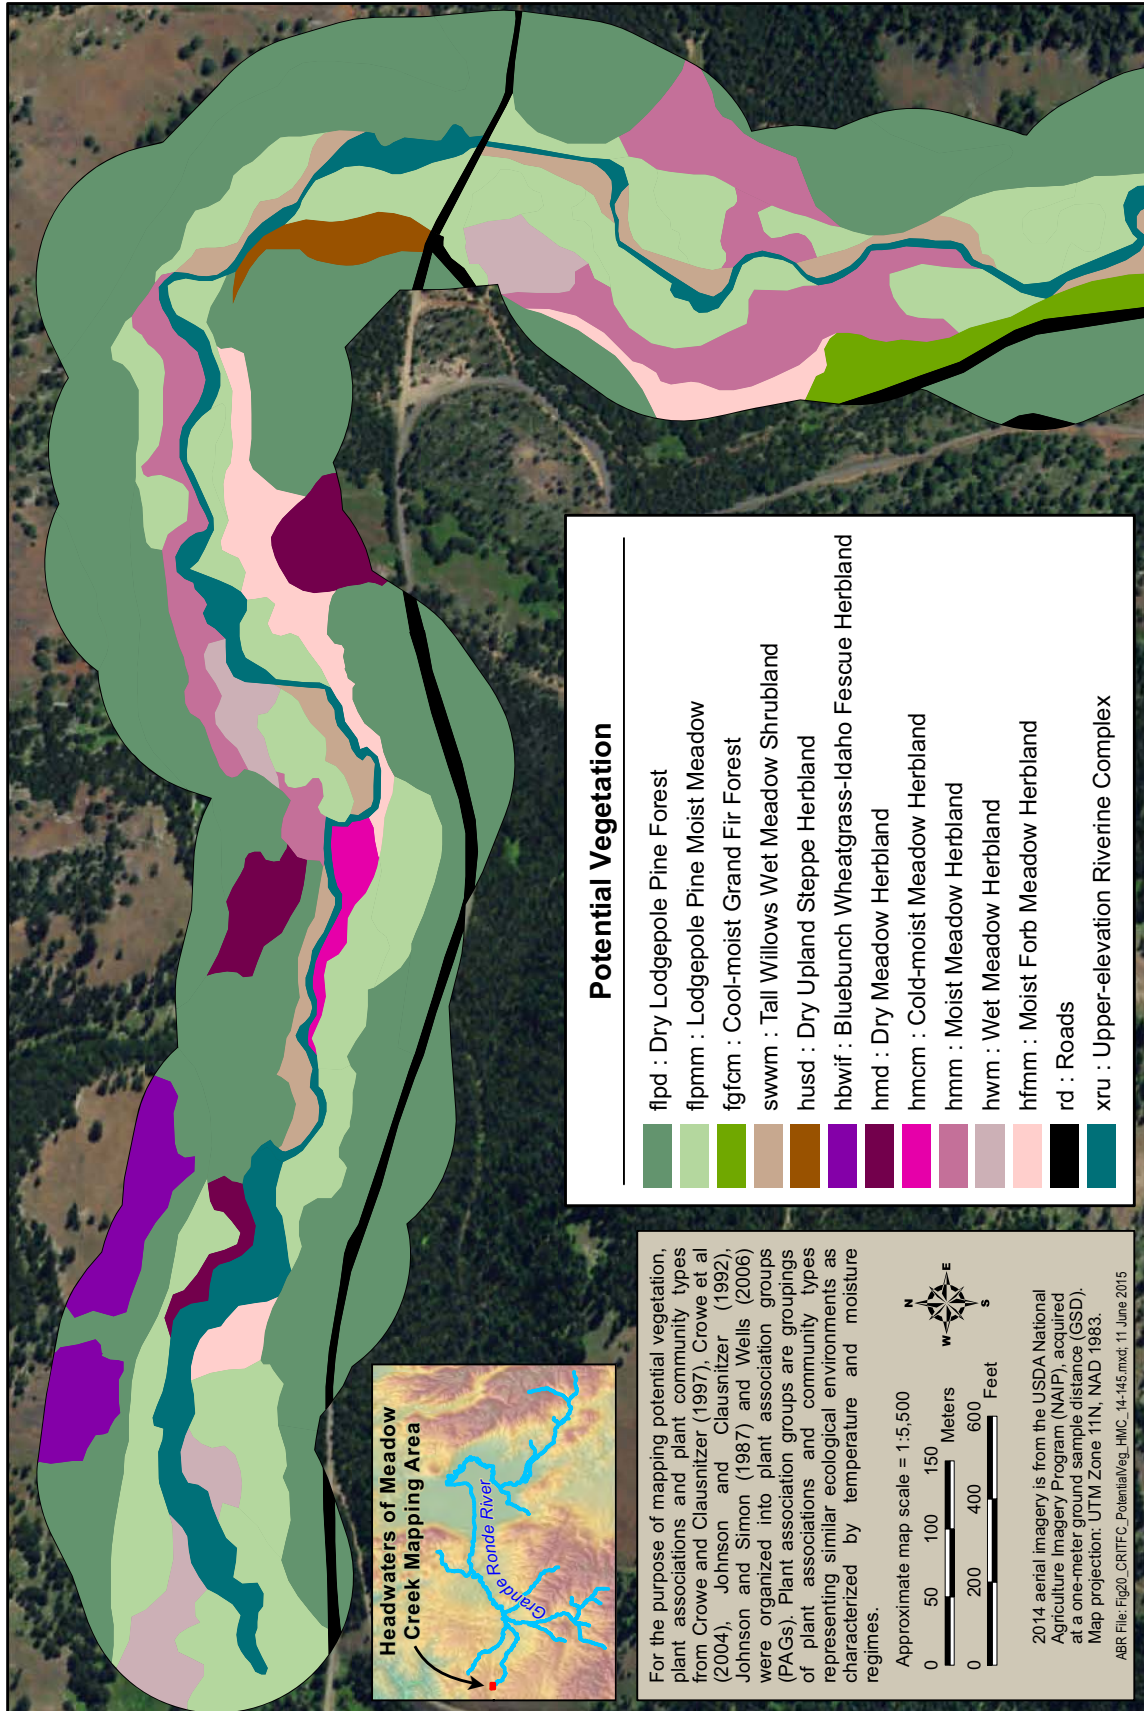 Potential Vegetation
flpd : Dry Lodgepole Pine Forest
flpmm : Lodgepole Pine Moist Meadow
fgfcm : Cool-moist Grand Fir Forest
swwm : Tall Willows Wet Meadow Shrubland
husd : Dry Upland Steppe Herbland
hbwif : Bluebunch Wheatgrass-Idaho Fescue Herbland
hmd : Dry Meadow Herbland
hmcm : Cold-moist Meadow Herbland
hmm : Moist Meadow Herbland
hwm : Wet Meadow Herbland
hfmm : Moist Forb Meadow Herbland
rd : Roads
xru : Upper-elevation Riverine Complex
Headwaters of Meadow
Creek Mapping Area
Grande Ronde River
For the purpose of mapping potential vegetation,
plant associations and plant community types
from Crowe and Clausnitzer (1997), Crowe et al
(2004), Johnson and Clausnitzer (1992),
Johnson and Simon (1987) and Wells (2006)
were organized into plant association groups
(PAGs). Plant association groups are groupings
of plant associations and community types
representing similar ecological environments as
characterized by temperature and moisture
regimes.
Approximate map scale = 1:5,500
0 50 100 150
Meters
0 200 400 600
Feet
N
W E
S
2014 aerial imagery is from the USDA National
Agriculture Imagery Program (NAIP), acquired
at a one-meter ground sample distance (GSD).
Map projection: UTM Zone 11N, NAD 1983.
ABR File: Fig20_CRITFC_PotentialVeg_HMC_14-145.mxd; 11 June 2015